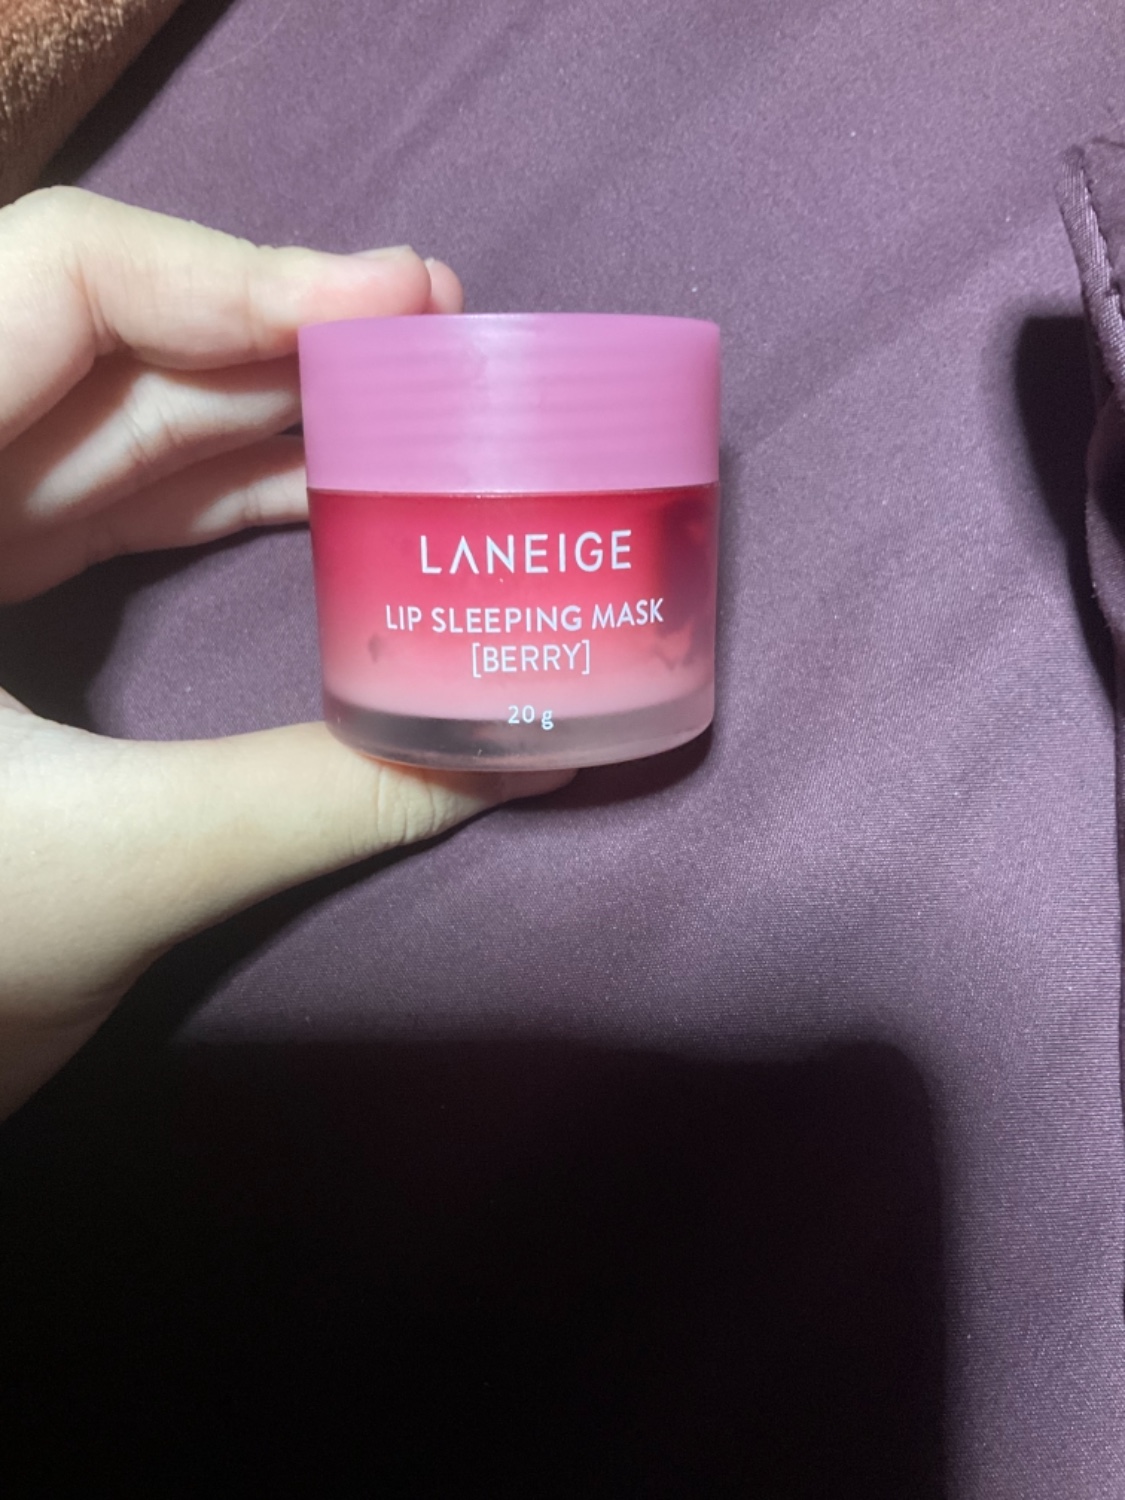 LANEIGE
LIP SLEEPING MASK
[BERRY]
20 g